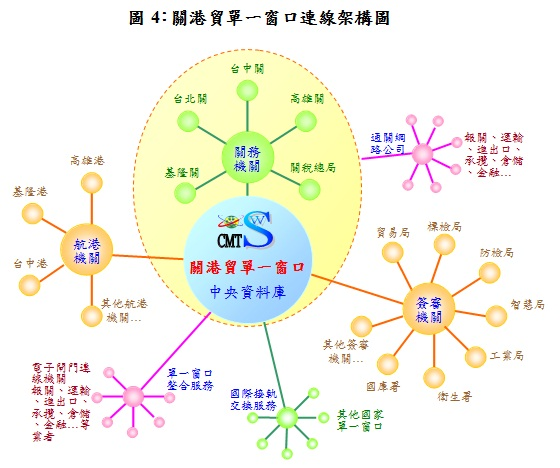 圖 4: 關港貿單一窗口連線架構圖
台中關
台北關
高雄關
關務
機關
基隆關
關稅總局
通關網
路公司
報關、運輸
、進出口、
承攬、倉儲
、金融...
高雄港
基隆港
航港
機關
台中港
其他航港
機關...
SW
CMT
關港貿單一窗口
中央資料庫
貿易局
標檢局
防檢局
智慧局
簽審
機關
其他簽審
機關...
工業局
國庫署
衛生署
電子閘門連
線機關
報關、運輸
、進出口、
承攬、倉儲
、金融...等
業者
單一窗口
整合服務
國際接軌
交換服務
其他國家
單一窗口